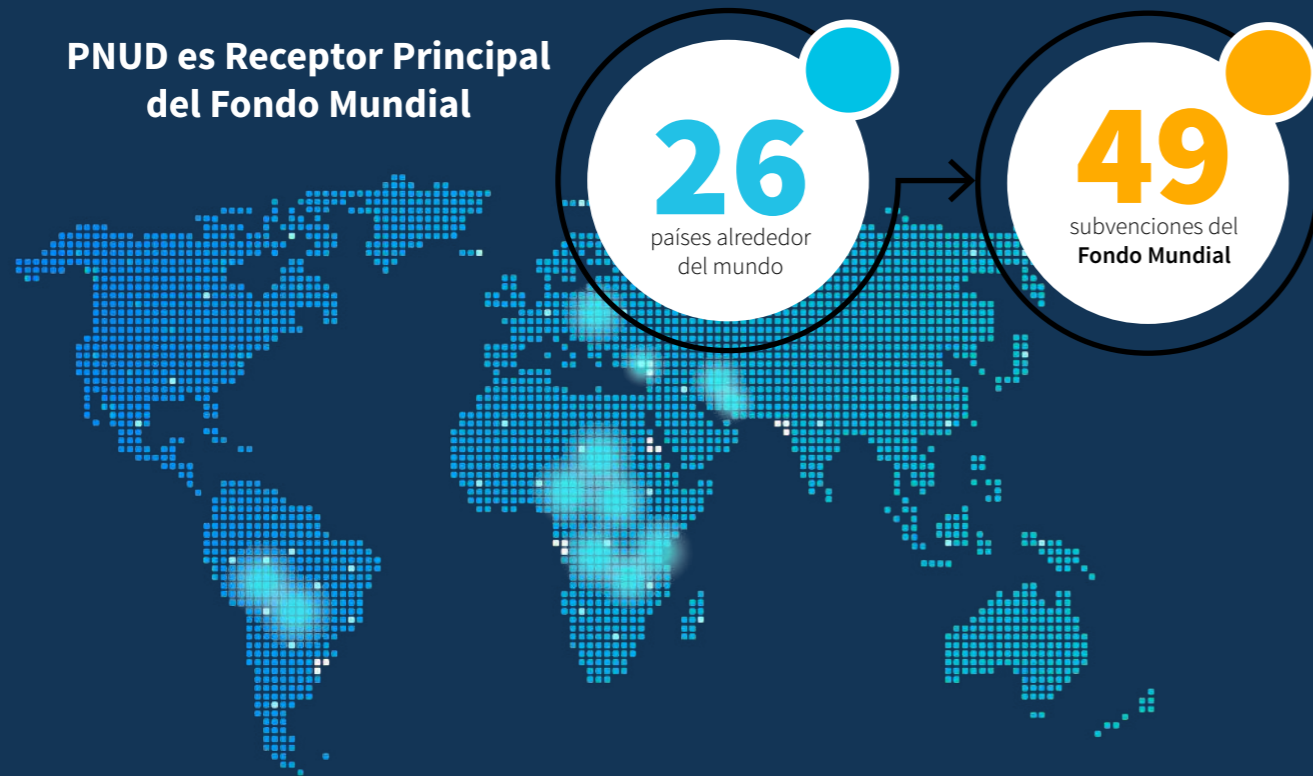 PNUD es Receptor Principal
del Fondo Mundial
26
países alrededor
del mundo
49
subvenciones del
Fondo Mundial